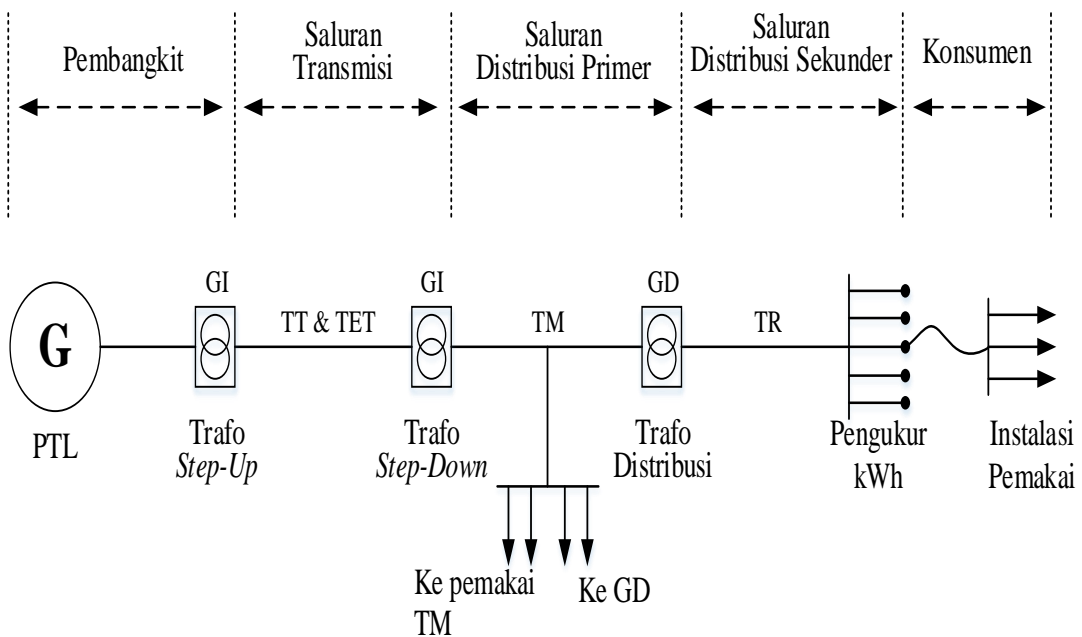 Pembangkit
Saluran
Transmisi
Saluran
Distribusi Primer
Saluran
Distribusi Sekunder
Konsumen
GI
GI
GD
TT & TET
TM
TR
G
PTL
Trafo
Step-Up
Trafo
Step-Down
Trafo
Distribusi
Pengukur
kWh
Instalasi
Pemakai
Ke pemakai
TM
Ke GD